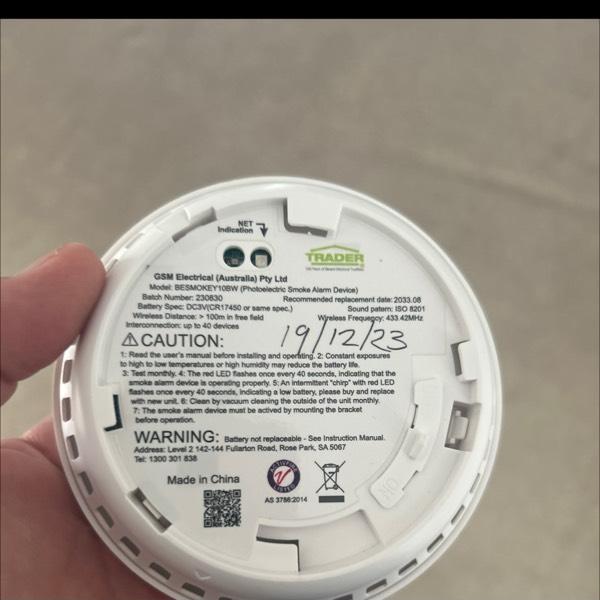 NET
Indication
TRADER
GSM Electrical (Australia) Pty Ltd
Model: BESMOKEY10BW (Photoelectric Smoke Alarm Device)
Batch Number: 230830
Recommended replacement date: 2033.08
Battery Spec: DC3V(CR17450 or same spec.)
Sound pattern: ISO 8201
Wireless Distance: > 100m in free field
Wireless Frequency: 433.42MHz
Interconnection: up to 40 devices
19/12/23
CAUTION:
1: Read the user's manual before installing and operating. 2: Constant exposures
to high to low temperatures or high humidity may reduce the battery life.
3: Test monthly. 4: The red LED flashes once every 40 seconds, indicating that the
smoke alarm device is operating properly. 5: An intermittent "chirp" with red LED
flashes once every 40 seconds, indicating a low battery, please buy and replace
with new unit. 6: Clean by vacuum cleaning the outside of the unit monthly.
7: The smoke alarm device must be actived by mounting the bracket
before operation.
WARNING: Battery not replaceable - See Instruction Manual.
Address: Level 2 142-144 Fullarton Road, Rose Park, SA 5067
Tel: 1300 301 838
Made in China
ACTIVFIRE
LISTED
AS 3786:2014
ON